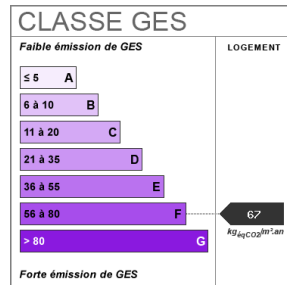 CLASSE GES
Faible émission de GES
LOGEMENT
≤ 5 A
6 à 10 B
11 à 20 C
21 à 35 D
36 à 55 E
56 à 80 F
67
kgéqCO2/m².an
> 80 G
Forte émission de GES